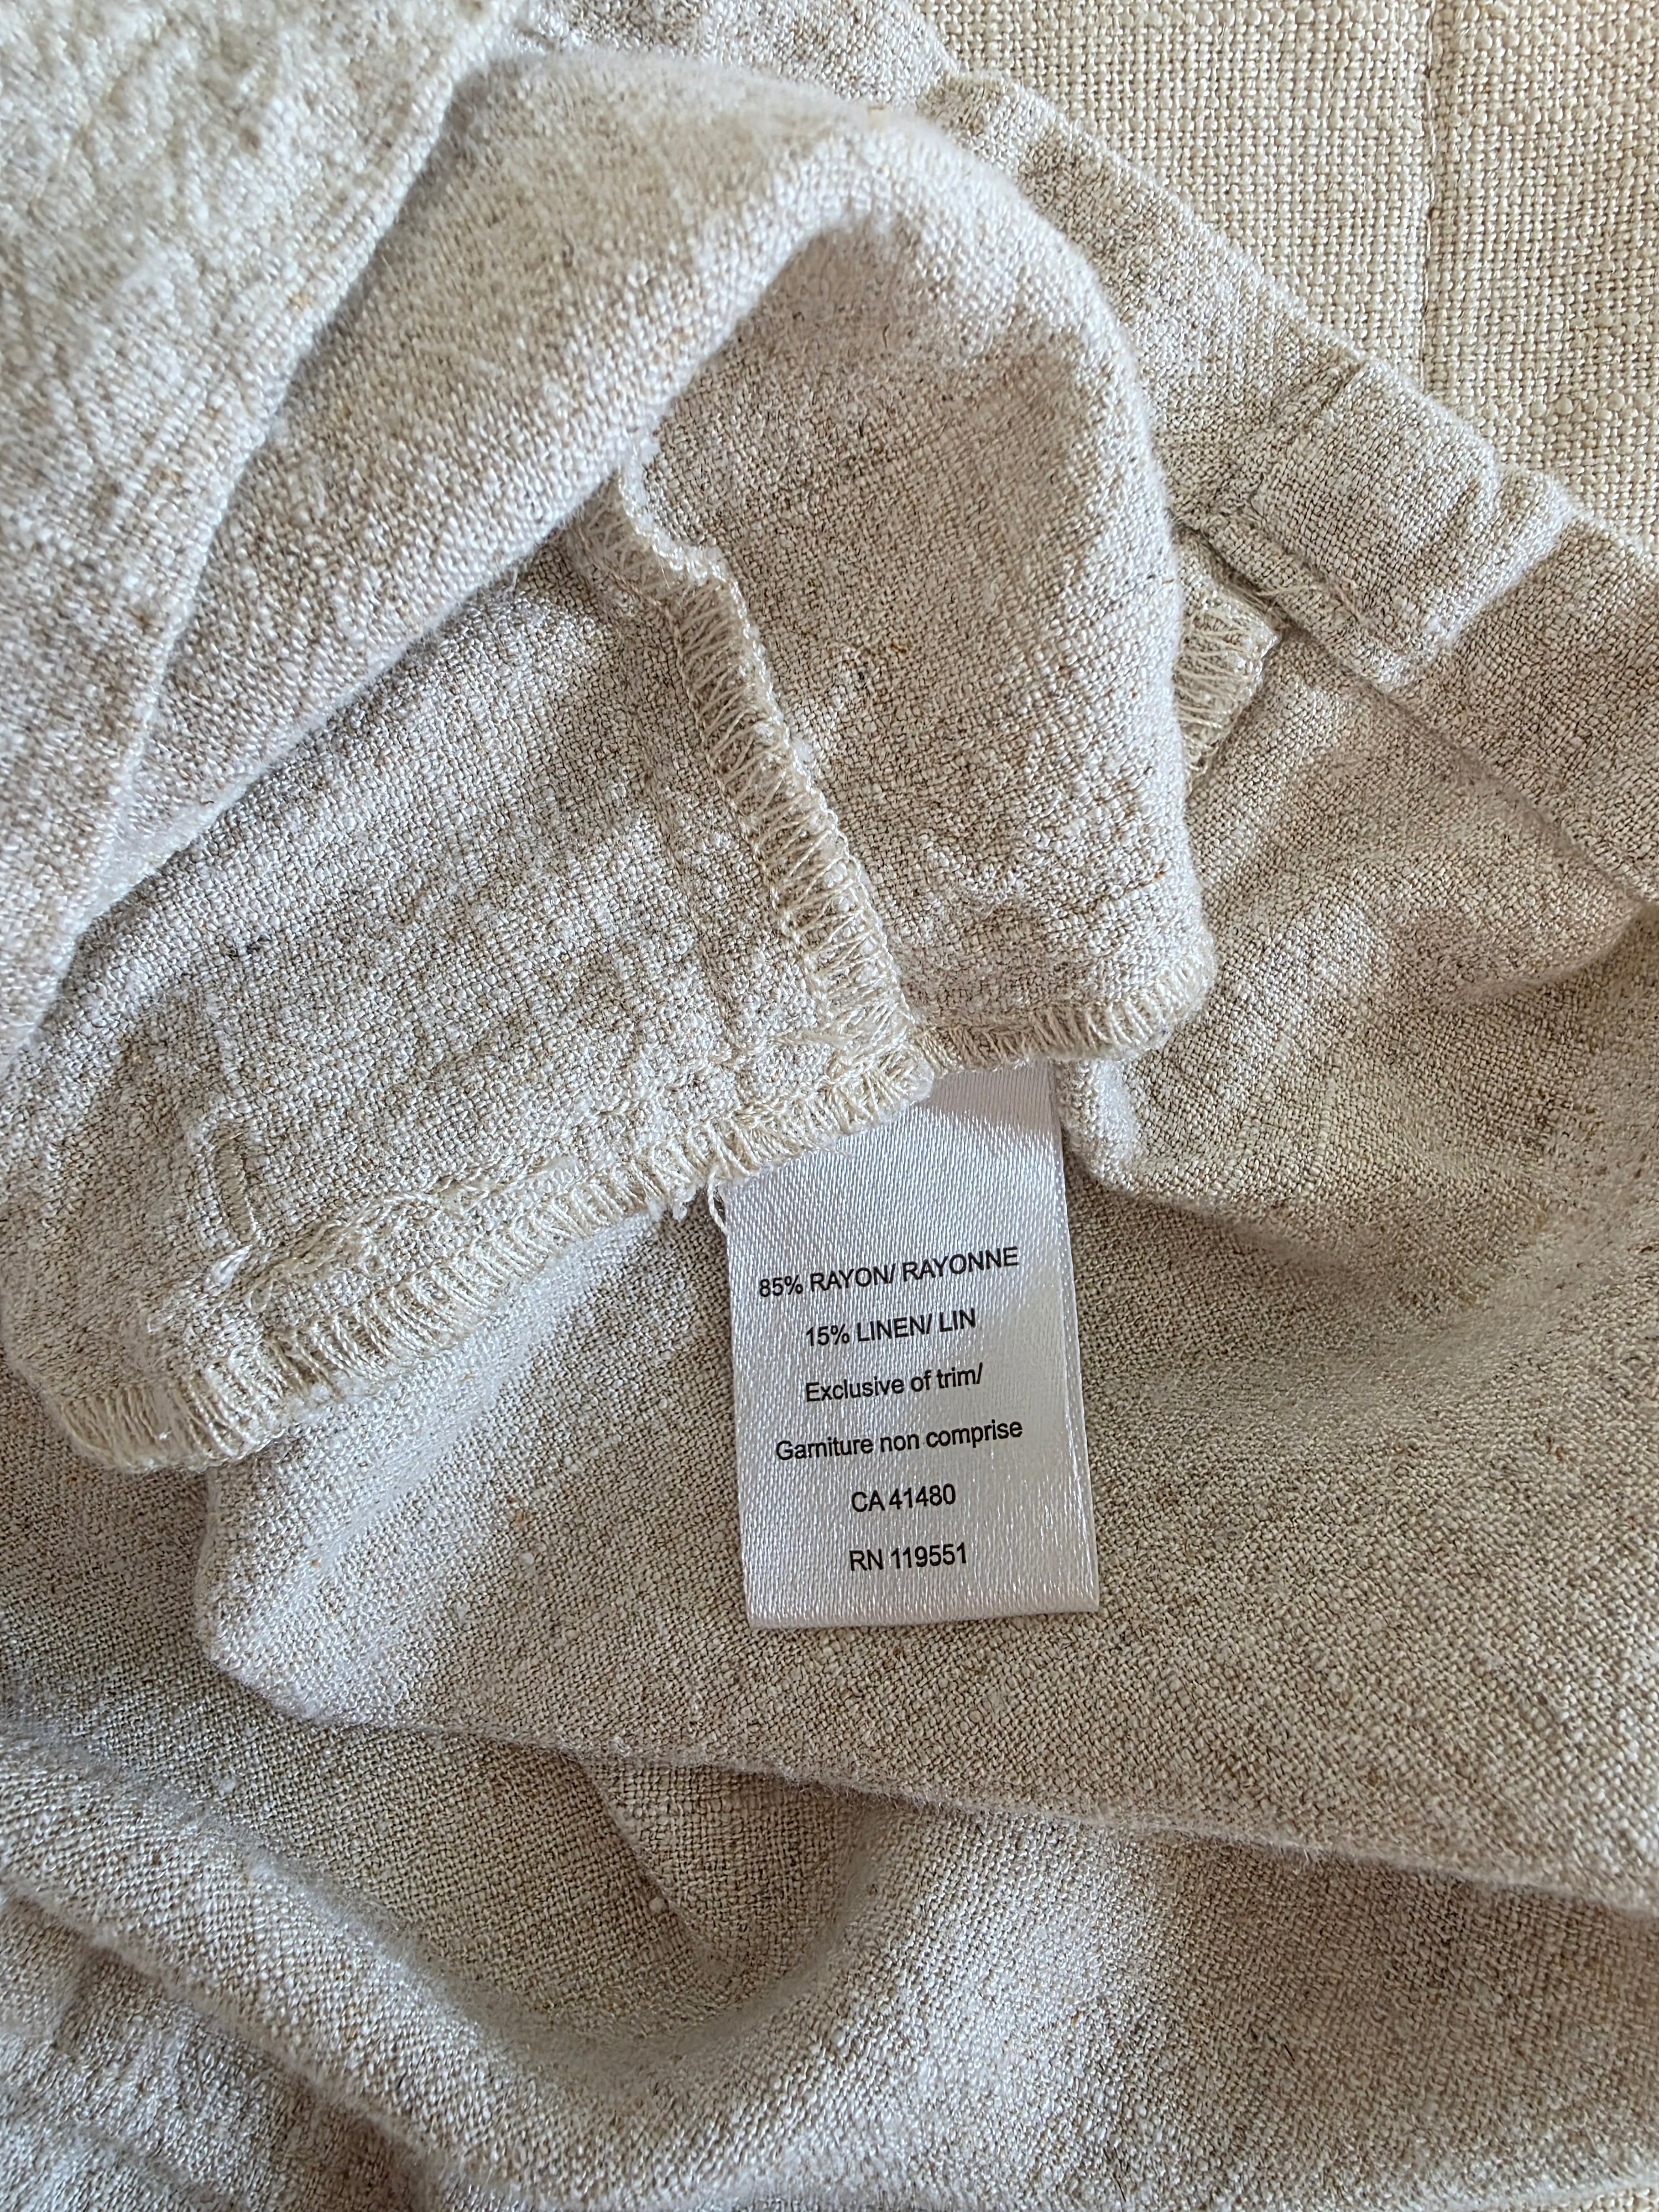 85% RAYON/ RAYONNE
15% LINEN/ LIN
Exclusive of trim/
Garniture non comprise
CA 41480
RN 119551